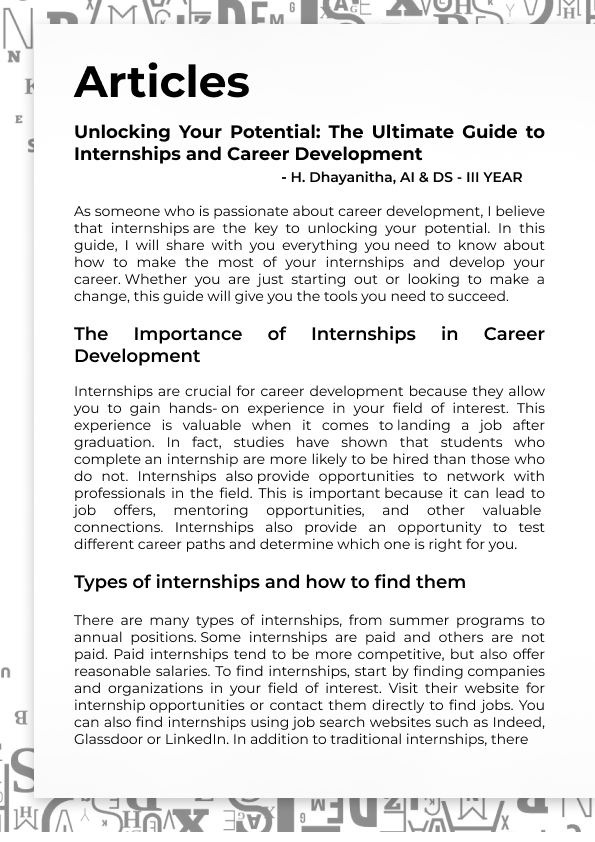 Articles
Unlocking Your Potential: The Ultimate Guide to
Internships and Career Development
- H. Dhayanitha, AI & DS - III YEAR
As someone who is passionate about career development, I believe
that internships are the key to unlocking your potential. In this
guide, I will share with you everything you need to know about
how to make the most of your internships and develop your
career. Whether you are just starting out or looking to make a
change, this guide will give you the tools you need to succeed.
The Importance of Internships in Career
Development
Internships are crucial for career development because they allow
you to gain hands- on experience in your field of interest. This
experience is valuable when it comes to landing a job after
graduation. In fact, studies have shown that students who
complete an internship are more likely to be hired than those who
do not. Internships also provide opportunities to network with
professionals in the field. This is important because it can lead to
job offers, mentoring opportunities, and other valuable
connections. Internships also provide an opportunity to test
different career paths and determine which one is right for you.
Types of internships and how to find them
There are many types of internships, from summer programs to
annual positions. Some internships are paid and others are not
paid. Paid internships tend to be more competitive, but also offer
reasonable salaries. To find internships, start by finding companies
and organizations in your field of interest. Visit their website for
internship opportunities or contact them directly to find jobs. You
can also find internships using job search websites such as Indeed,
Glassdoor or LinkedIn. In addition to traditional internships, there